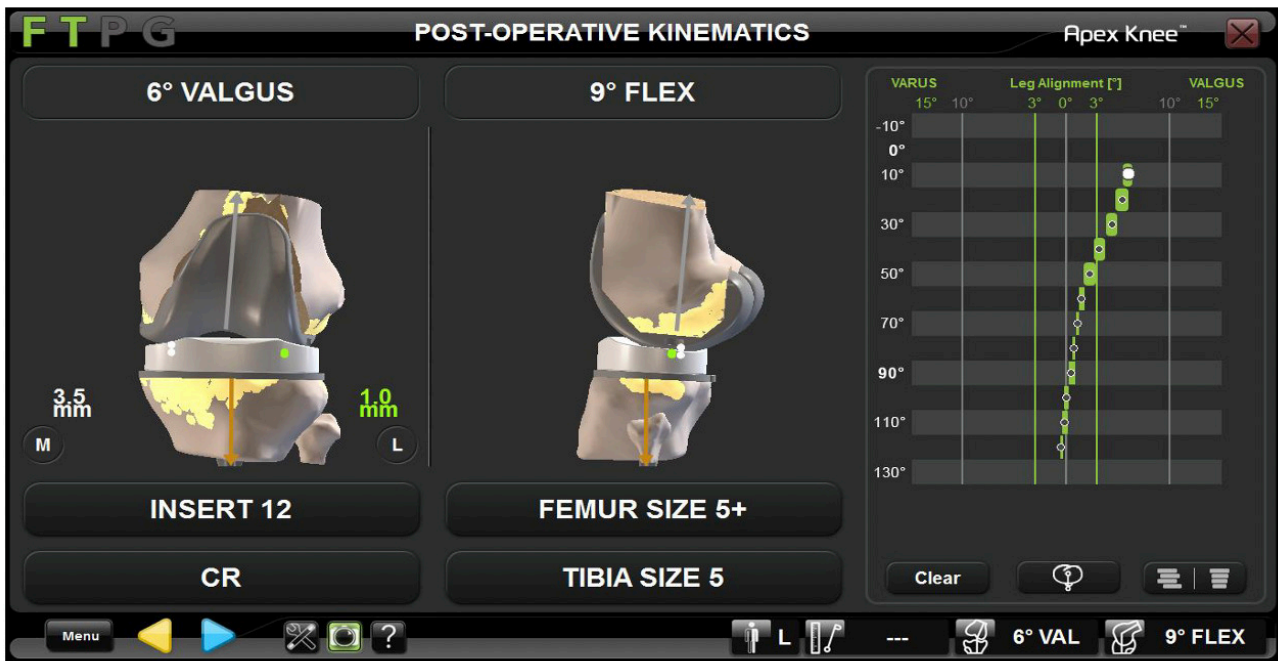 FTPG POST-OPERATIVE KINEMATICS Apex Knee™
6° VALGUS
9° FLEX
VARUS Leg Alignment [°] VALGUS
15° 10° 3° 0° 3° 10° 15°
-10°
0°
10°
30°
50°
70°
90°
110°
130°
3.5
mm
1.0
mm
M
L
INSERT 12
FEMUR SIZE 5+
CR
TIBIA SIZE 5
Clear
Menu
?
L
---
6° VAL
9° FLEX